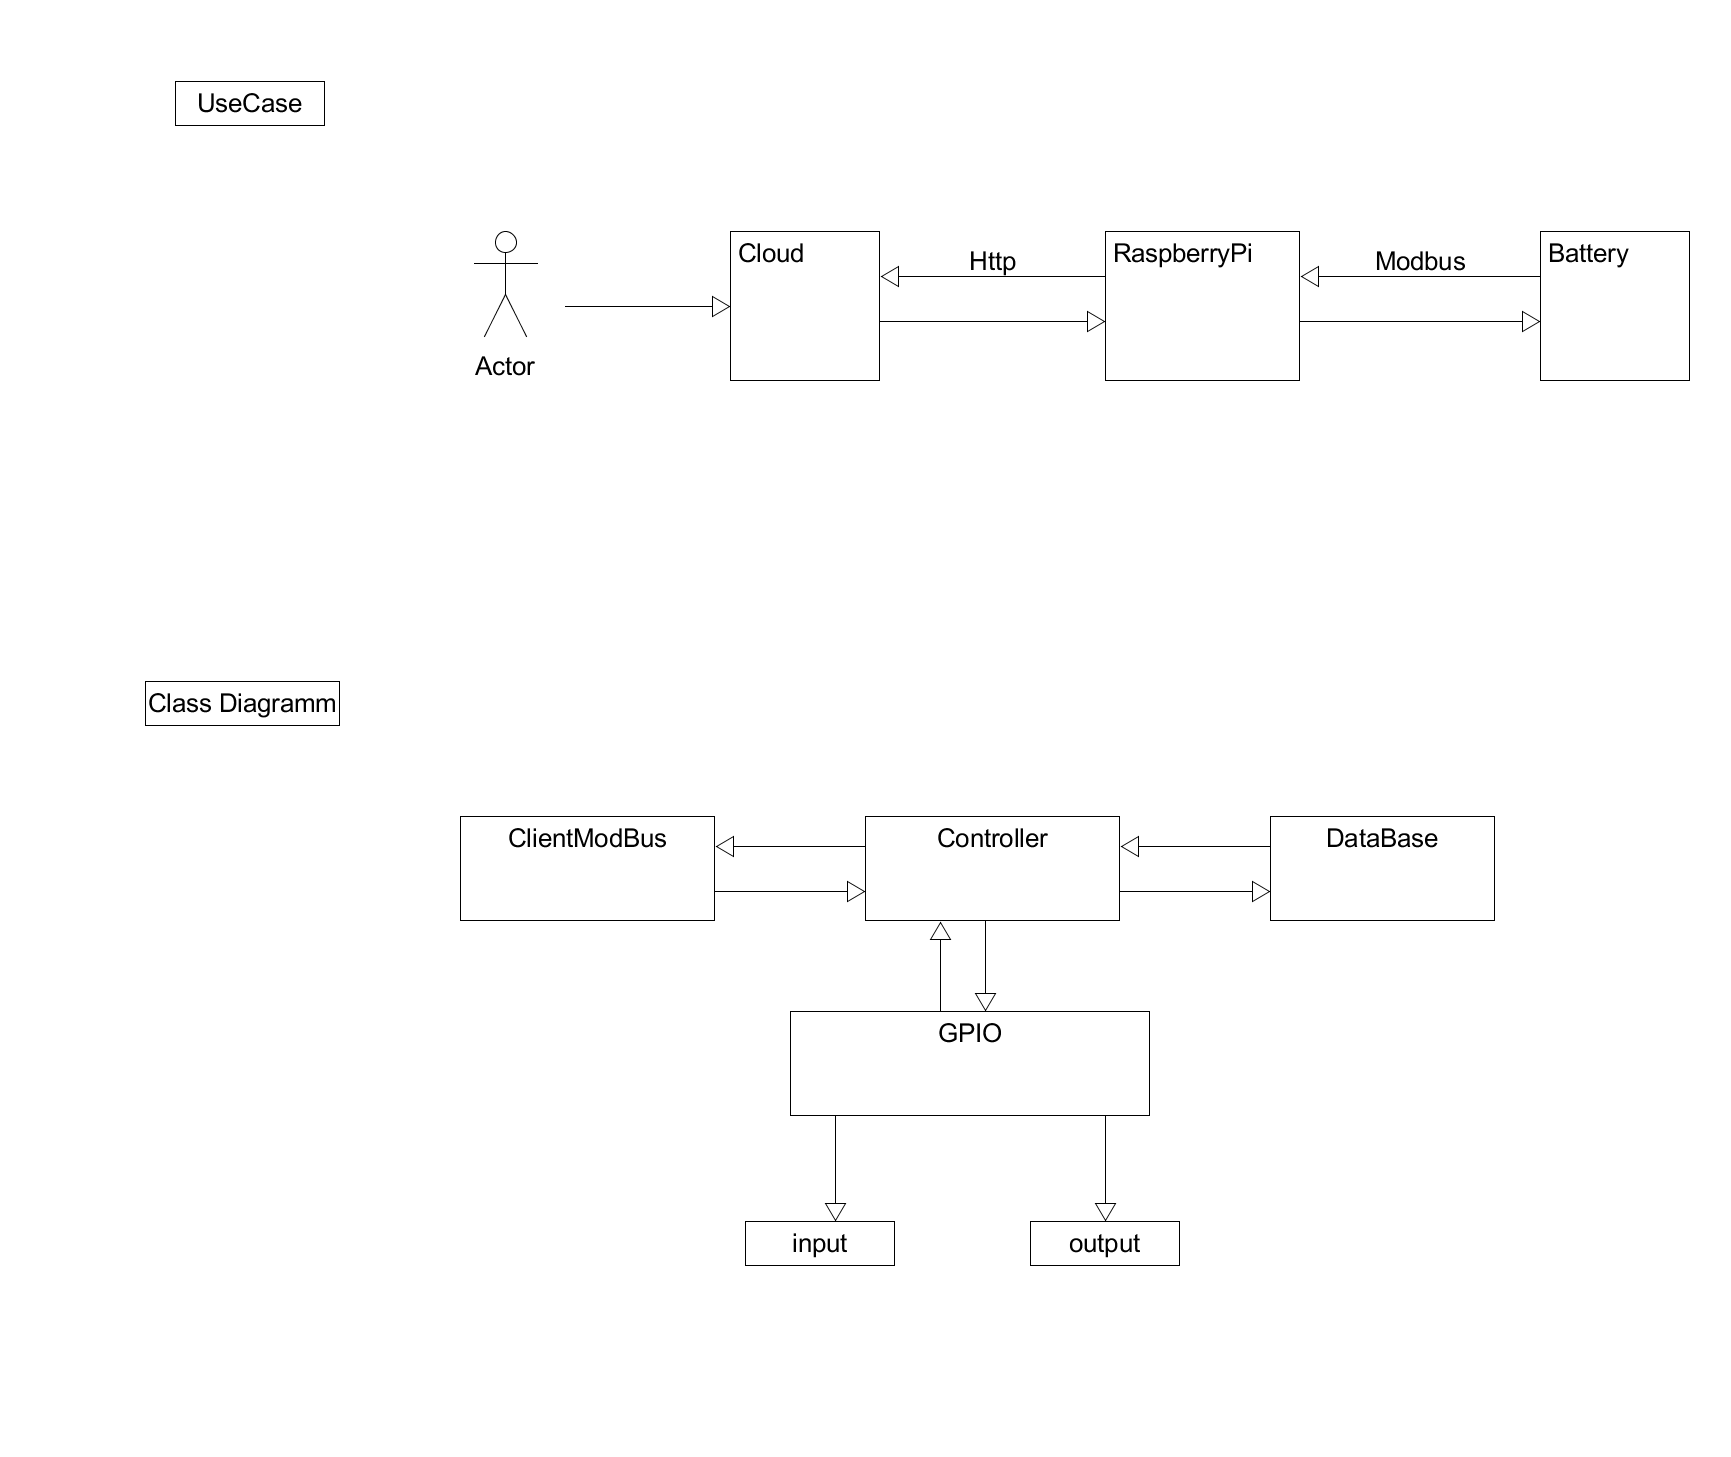 UseCase
Cloud
Http
RaspberryPi
Modbus
Battery
Actor
Class Diagramm
ClientModBus
Controller
DataBase
GPIO
input
output